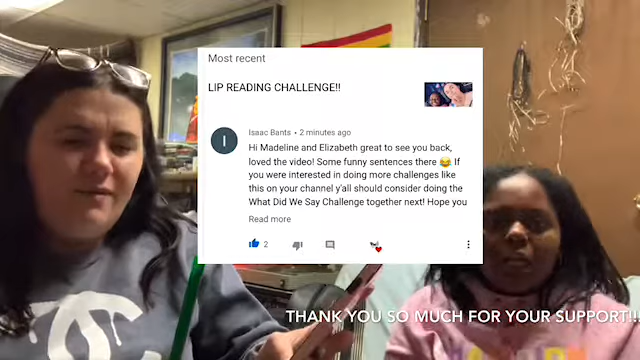 Most recent
LIP READING CHALLENGE!!
I
Isaac Bants • 2 minutes ago
Hi Madeline and Elizabeth great to see you back,
loved the video! Some funny sentences there 😂. If
you were interested in doing more challenges like
this on your channel y'all should consider doing the
What Did We Say Challenge together next! Hope you
Read more
2
THANK YOU SO MUCH FOR YOUR SUPPORT!!!